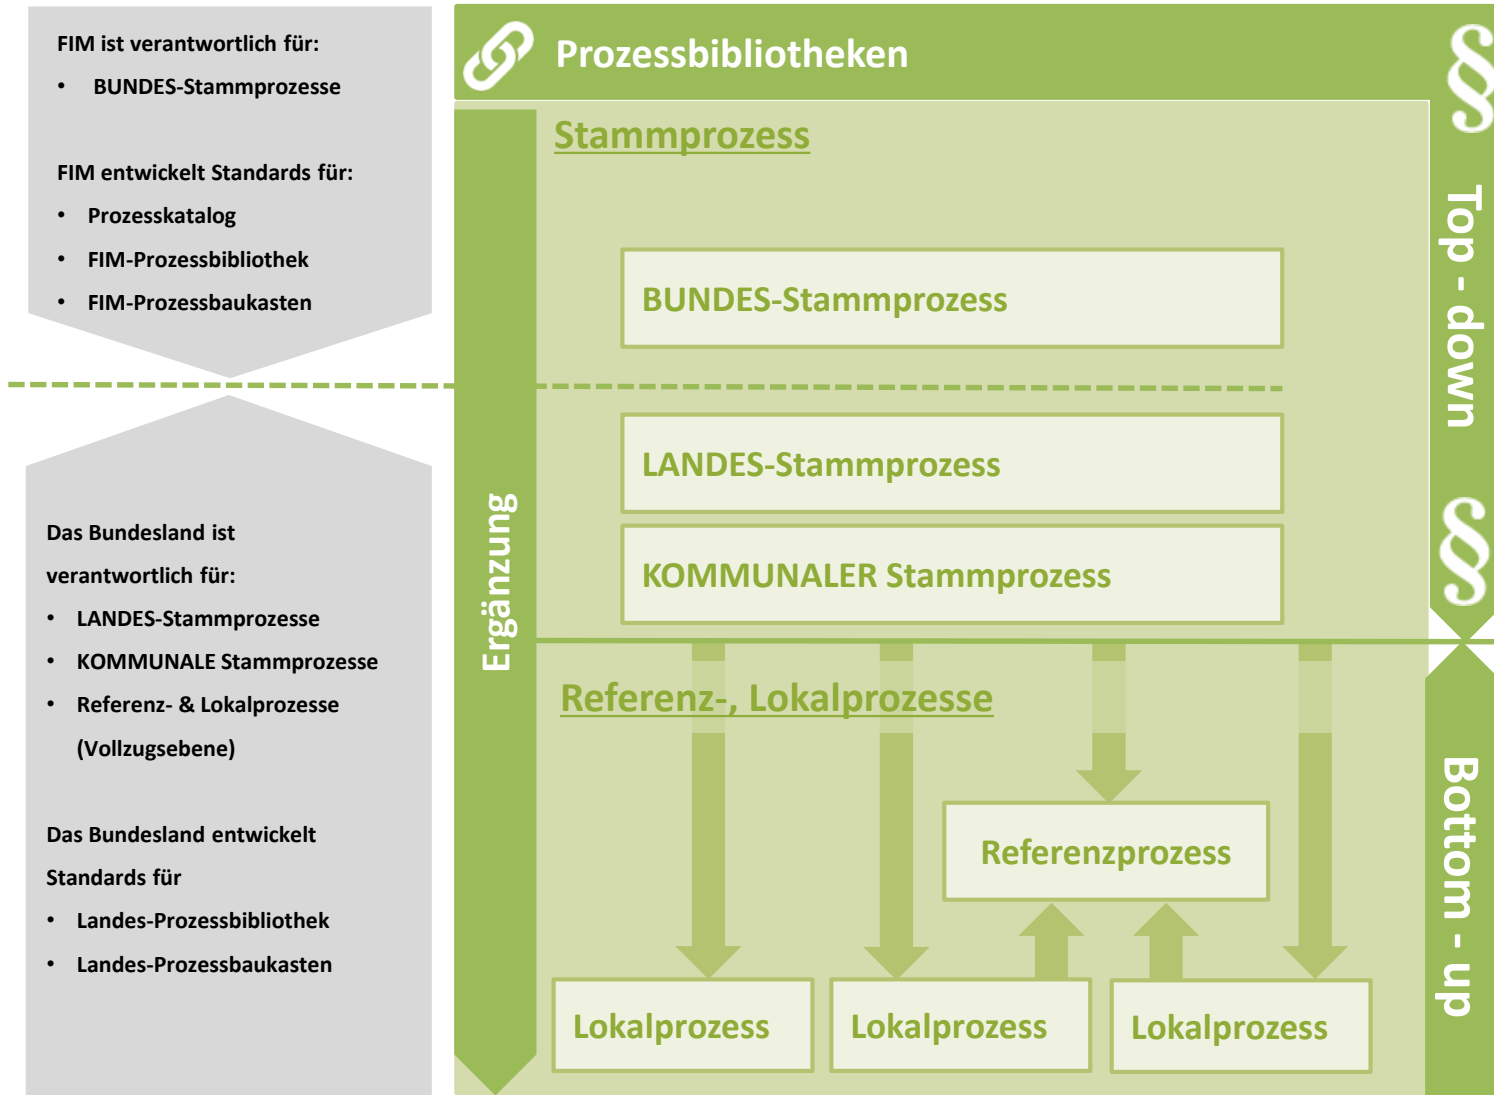 FIM ist verantwortlich für:
• BUNDES-Stammprozesse
FIM entwickelt Standards für:
• Prozesskatalog
• FIM-Prozessbibliothek
• FIM-Prozessbaukasten
Das Bundesland ist
verantwortlich für:
• LANDES-Stammprozesse
• KOMMUNALE Stammprozesse
• Referenz- & Lokalprozesse
(Vollzugsebene)
Das Bundesland entwickelt
Standards für
• Landes-Prozessbibliothek
• Landes-Prozessbaukasten
Prozessbibliotheken
Ergänzung
Stammprozess
BUNDES-Stammprozess
LANDES-Stammprozess
KOMMUNALER Stammprozess
Referenz-, Lokalprozesse
Referenzprozess
Lokalprozess
Lokalprozess
Lokalprozess
§
Top - down
§
Bottom - up